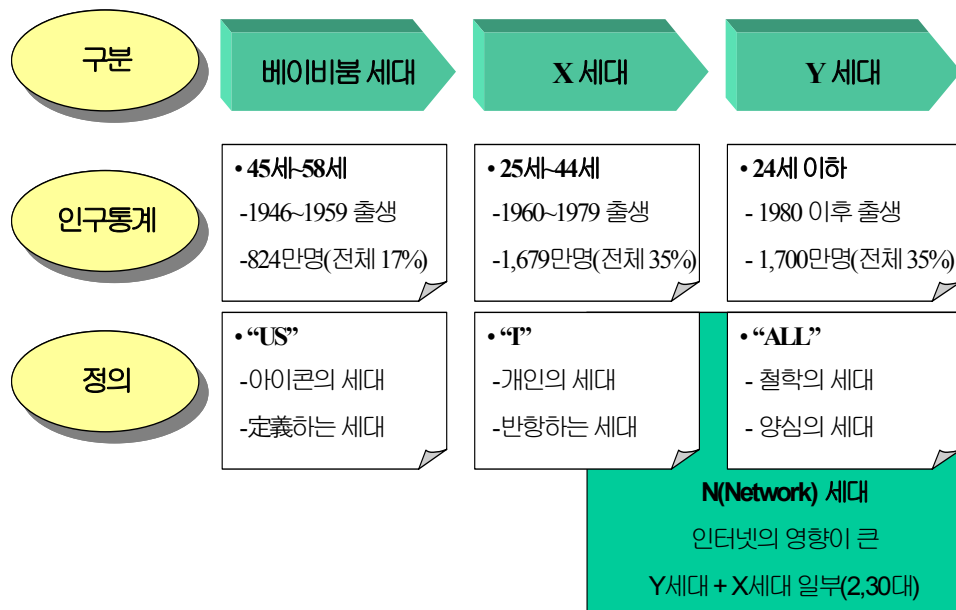 구분
베이비붐 세대
X 세대
Y 세대
인구통계
• 45세~58세
-1946~1959 출생
-824만명(전체 17%)
• 25세~44세
-1960~1979 출생
-1,679만명(전체 35%)
• 24세 이하
- 1980 이후 출생
- 1,700만명(전체 35%)
정의
• “US”
-아이콘의 세대
-定義하는 세대
• “I”
-개인의 세대
-반항하는 세대
• “ALL”
- 철학의 세대
- 양심의 세대
N(Network) 세대
인터넷의 영향이 큰
Y세대 + X세대 일부(2,30대)